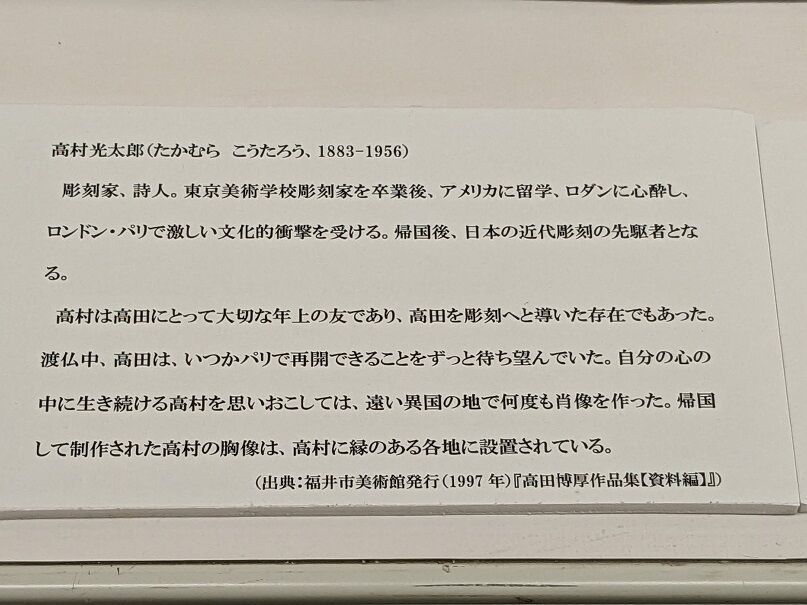 高村光太郎(たかむら　こうたろう、1883-1956)
彫刻家、詩人。東京美術学校彫刻家を卒業後、アメリカに留学、ロダンに心酔し、
ロンドン・パリで激しい文化的衝撃を受ける。帰国後、日本の近代彫刻の先駆者とな
る。
高村は高田にとって大切な年上の友であり、高田を彫刻へと導いた存在でもあった。
渡仏中、高田は、いつかパリで再開できることをずっと待ち望んでいた。自分の心の
中に生き続ける高村を思いおこしては、遠い異国の地で何度も肖像を作った。帰国
して制作された高村の胸像は、高村に縁のある各地に設置されている。
(出典：福井市美術館発行(1997 年)『高田博厚作品集【資料編】』)